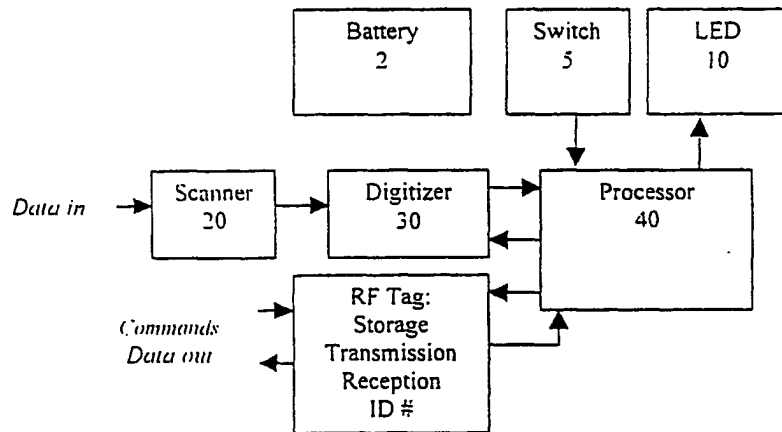 Battery
2
Switch
5
LED
10
Data in
Scanner
20
Digitizer
30
Processor
40
Commands
Data out
RF Tag:
Storage
Transmission
Reception
ID #